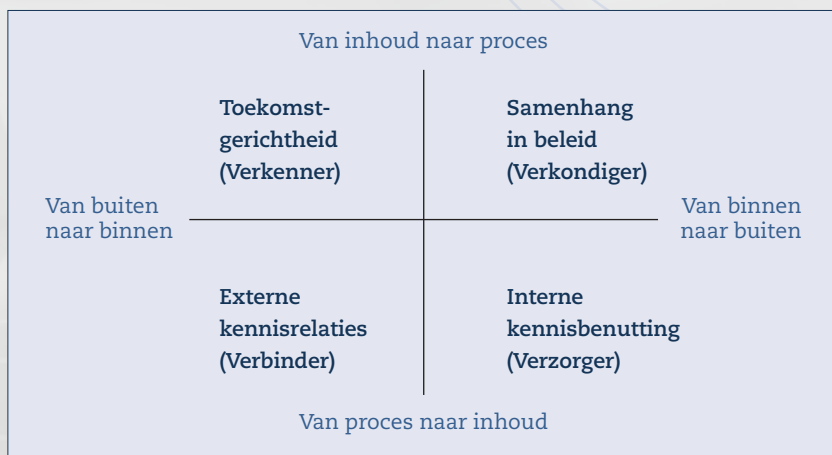 Van inhoud naar proces
Toekomst-
gerichtheid
(Verkenner)
Samenhang
in beleid
(Verkondiger)
Van buiten
naar binnen
Van binnen
naar buiten
Externe
kennisrelaties
(Verbinder)
Interne
kennisbenutting
(Verzorger)
Van proces naar inhoud